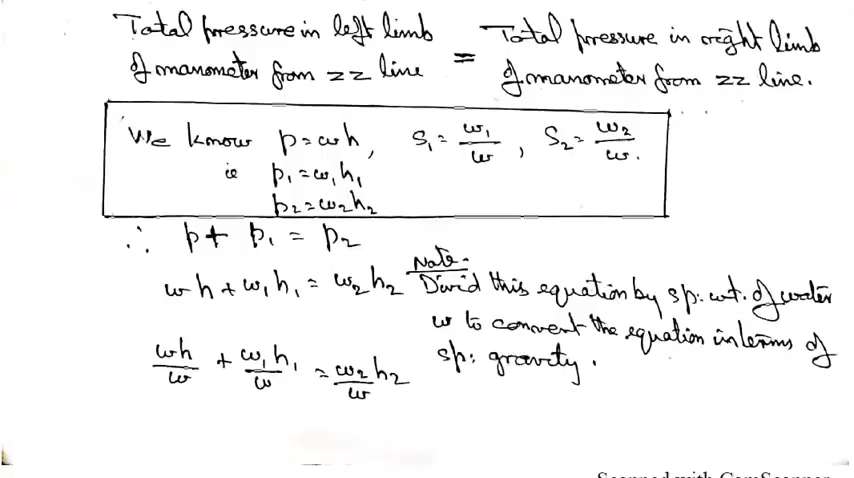 Total pressure in left limb = Total pressure in right limb
of manometer from zz line of manometer from zz line.
We know p = wh, S₁ = w₁/w, S₂ = w₂/w.
ie p₁ = w₁h₁
p₂ = w₂h₂
∴ p + p₁ = p₂
Note:-
wh + w₁h₁ = w₂h₂ Divid this equation by sp. wt. of water
w to convent the equation in terms of
wh/w + w₁h₁/w = w₂h₂/w sp: gravity.